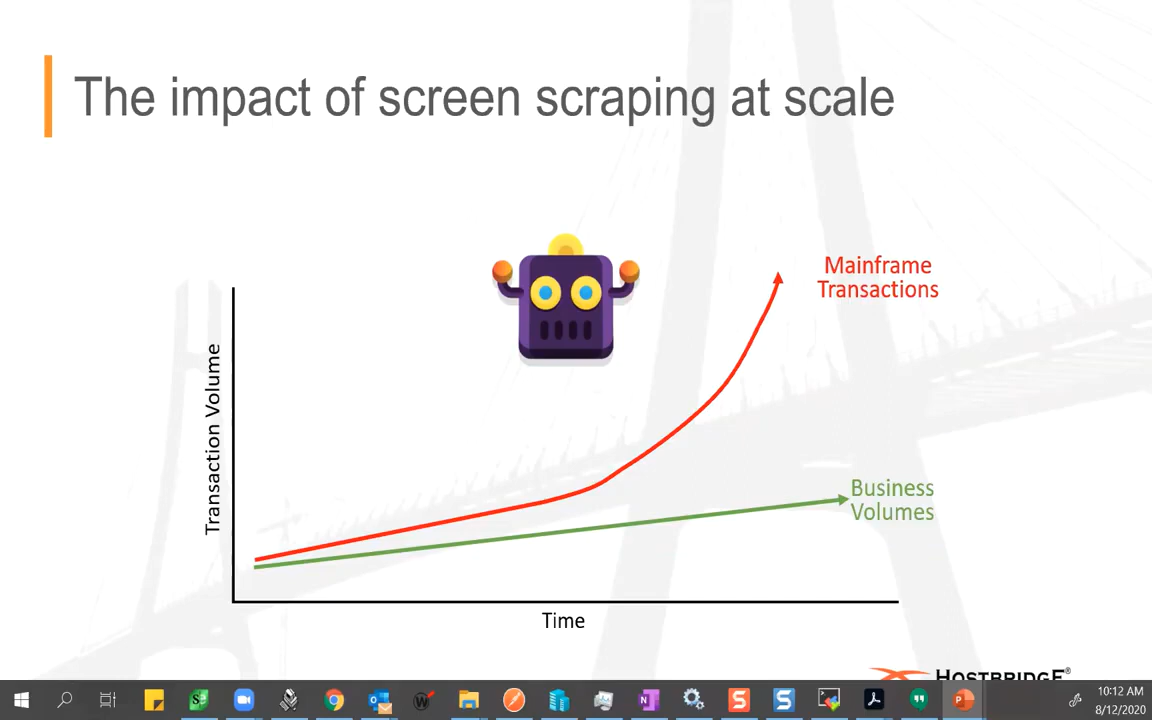 The impact of screen scraping at scale
Mainframe
Transactions
Transaction Volume
Business
Volumes
Time
HOSTBRIDGE®
10:12 AM
8/12/2020